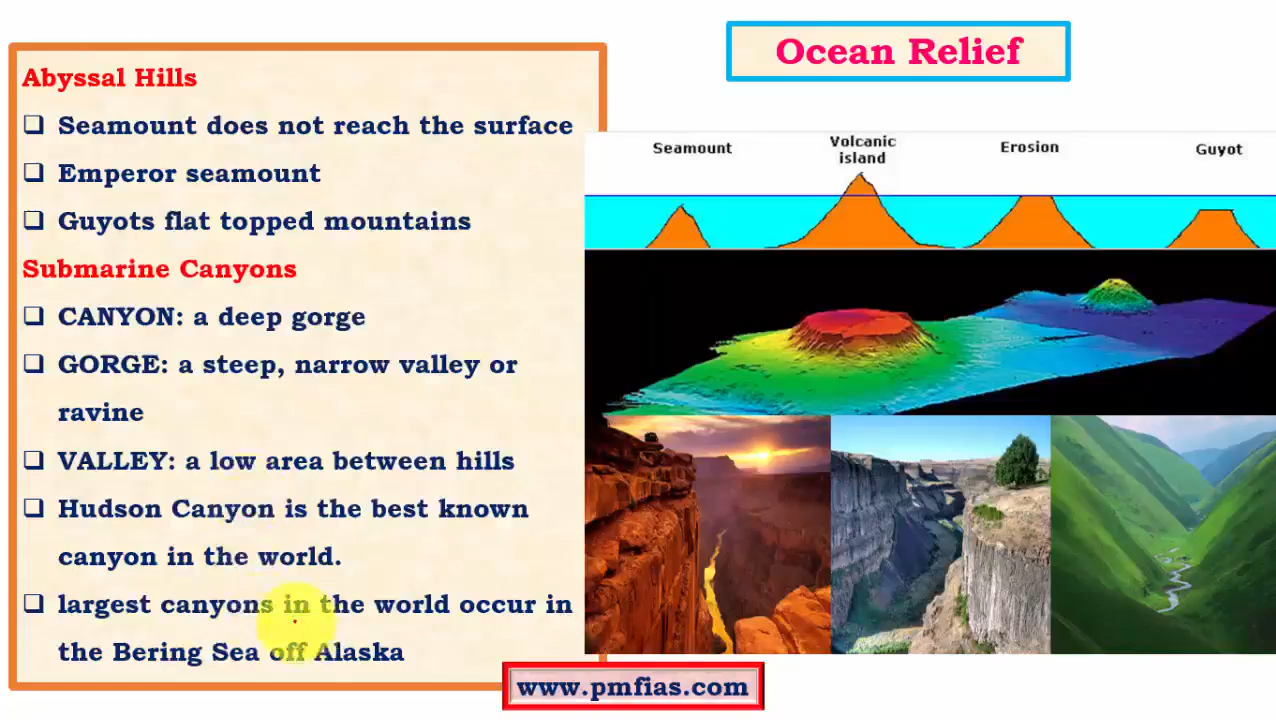 Ocean Relief
Abyssal Hills
❑ Seamount does not reach the surface
❑ Emperor seamount
❑ Guyots flat topped mountains
Submarine Canyons
❑ CANYON: a deep gorge
❑ GORGE: a steep, narrow valley or
ravine
❑ VALLEY: a low area between hills
❑ Hudson Canyon is the best known
canyon in the world.
❑ largest canyons in the world occur in
the Bering Sea off Alaska
Seamount
Volcanic
island
Erosion
Guyot
www.pmfias.com